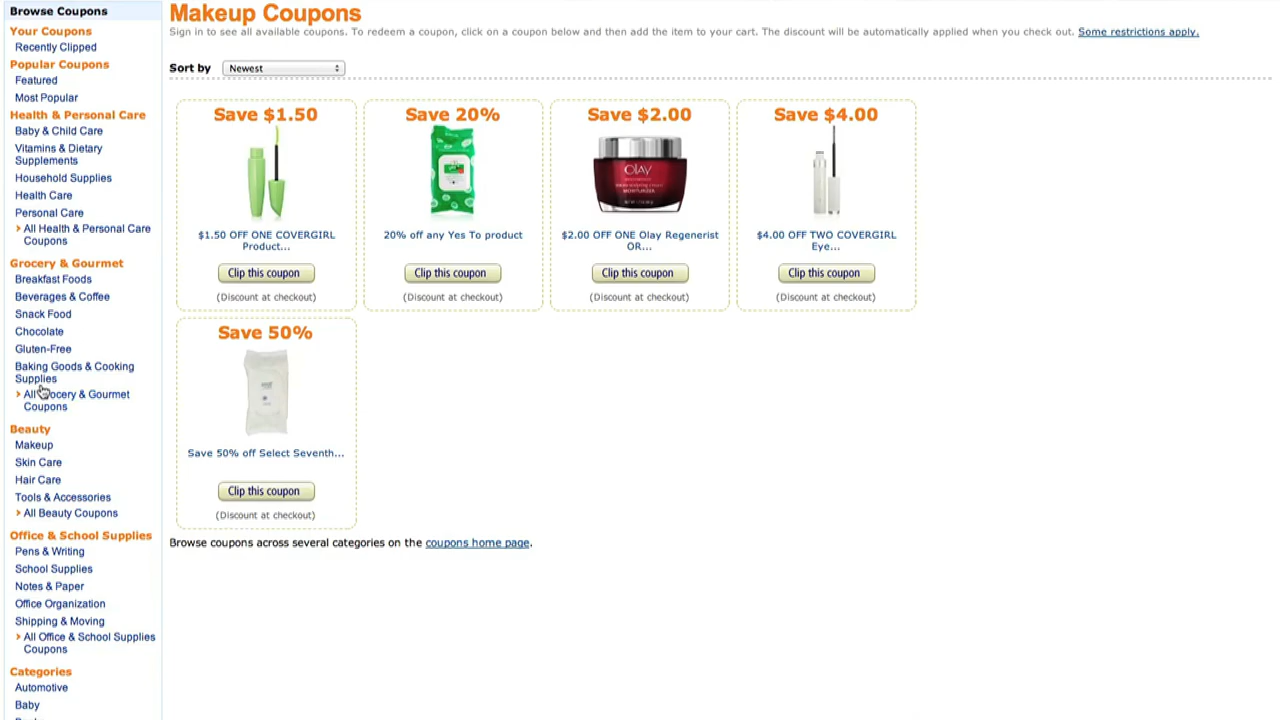 Browse Coupons
Your Coupons
Recently Clipped
Popular Coupons
Featured
Most Popular
Health & Personal Care
Baby & Child Care
Vitamins & Dietary
Supplements
Household Supplies
Health Care
Personal Care
› All Health & Personal Care
Coupons
Grocery & Gourmet
Breakfast Foods
Beverages & Coffee
Snack Food
Chocolate
Gluten-Free
Baking Goods & Cooking
Supplies
› All Grocery & Gourmet
Coupons
Beauty
Makeup
Skin Care
Hair Care
Tools & Accessories
› All Beauty Coupons
Office & School Supplies
Pens & Writing
School Supplies
Notes & Paper
Office Organization
Shipping & Moving
› All Office & School Supplies
Coupons
Categories
Automotive
Baby
Makeup Coupons
Sign in to see all available coupons. To redeem a coupon, click on a coupon below and then add the item to your cart. The discount will be automatically applied when you check out. Some restrictions apply.
Sort by Newest
Save $1.50
$1.50 OFF ONE COVERGIRL
Product...
Clip this coupon
(Discount at checkout)
Save 20%
20% off any Yes To product
Clip this coupon
(Discount at checkout)
Save $2.00
OLAY
MOISTURIZER
$2.00 OFF ONE Olay Regenerist
OR...
Clip this coupon
(Discount at checkout)
Save $4.00
$4.00 OFF TWO COVERGIRL
Eye...
Clip this coupon
(Discount at checkout)
Save 50%
Save 50% off Select Seventh...
Clip this coupon
(Discount at checkout)
Browse coupons across several categories on the coupons home page.